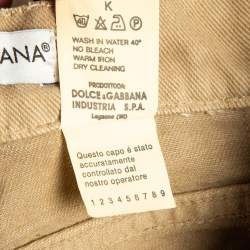 K
ANA
40
WASH IN WATER 40°
NO BLEACH
WARM IRON
DRY CLEANING
PRODOTTO DA:
DOLCE & GABBANA
INDUSTRIA S.P.A.
Legnano (MI)
Questo capo é stato
accuratamente
controllato dal
nostro operatore
1 2 3 4 5 6 7 8 9